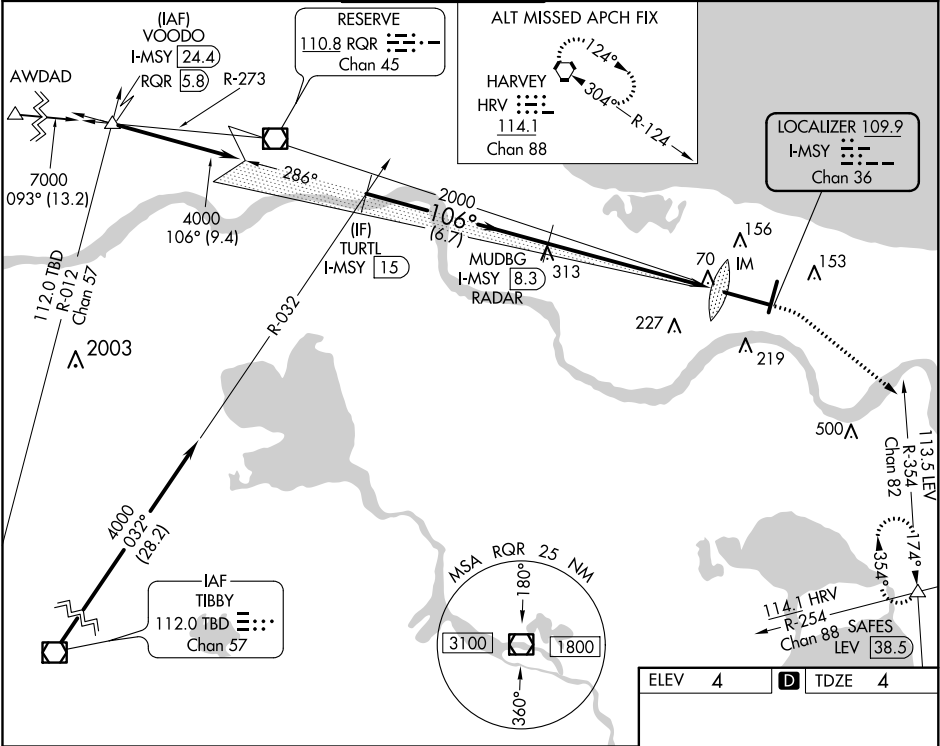 (IAF)
VOODO
I-MSY 24.4
RQR 5.8
R-273
AWDAD
RESERVE
110.8 RQR
Chan 45
ALT MISSED APCH FIX
124°
304°
R-124
HARVEY
HRV
114.1
Chan 88
LOCALIZER 109.9
I-MSY
Chan 36
7000
093° (13.2)
4000
106° (9.4)
286°
2000
106°
(6.7)
(IF)
TURTL
I-MSY 15
MUDBG
I-MSY 8.3
RADAR
313
70
IM
156
153
227
219
500
112.0 TBD
R-012
Chan 57
2003
R-032
4000
032°
(28.2)
IAF
TIBBY
112.0 TBD
Chan 57
MSA RQR 25 NM
180°
3100
1800
360°
113.5 LEV
R-354
Chan 82
354°
174°
114.1 HRV
R-254
Chan 88
SAFES
LEV 38.5
ELEV 4
D
TDZE 4